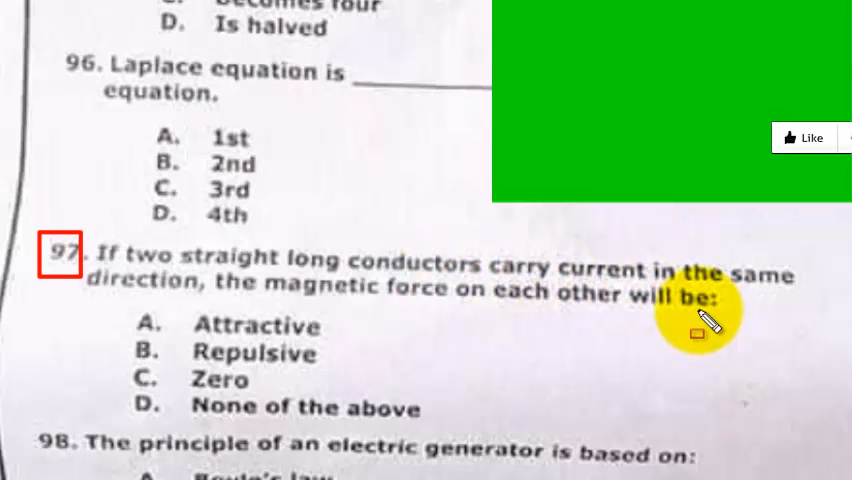 D. Is halved
96. Laplace equation is
equation.
A. 1st
B. 2nd
C. 3rd
D. 4th
Like
97. If two straight long conductors carry current in the same
direction, the magnetic force on each other will be:
A. Attractive
B. Repulsive
C. Zero
D. None of the above
98. The principle of an electric generator is based on: